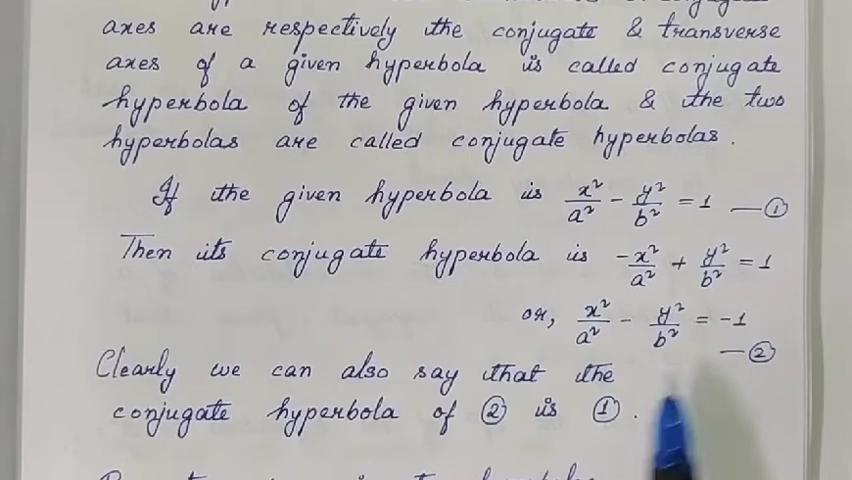 axes are respectively the conjugate & transverse
axes of a given hyperbola is called conjugate
hyperbola of the given hyperbola & the two
hyperbolas are called conjugate hyperbolas.
If the given hyperbola is x²/a² - y²/b² = 1 —①
Then its conjugate hyperbola is -x²/a² + y²/b² = 1
or, x²/a² - y²/b² = -1
—②
Clearly we can also say that the
conjugate hyperbola of ② is ①.